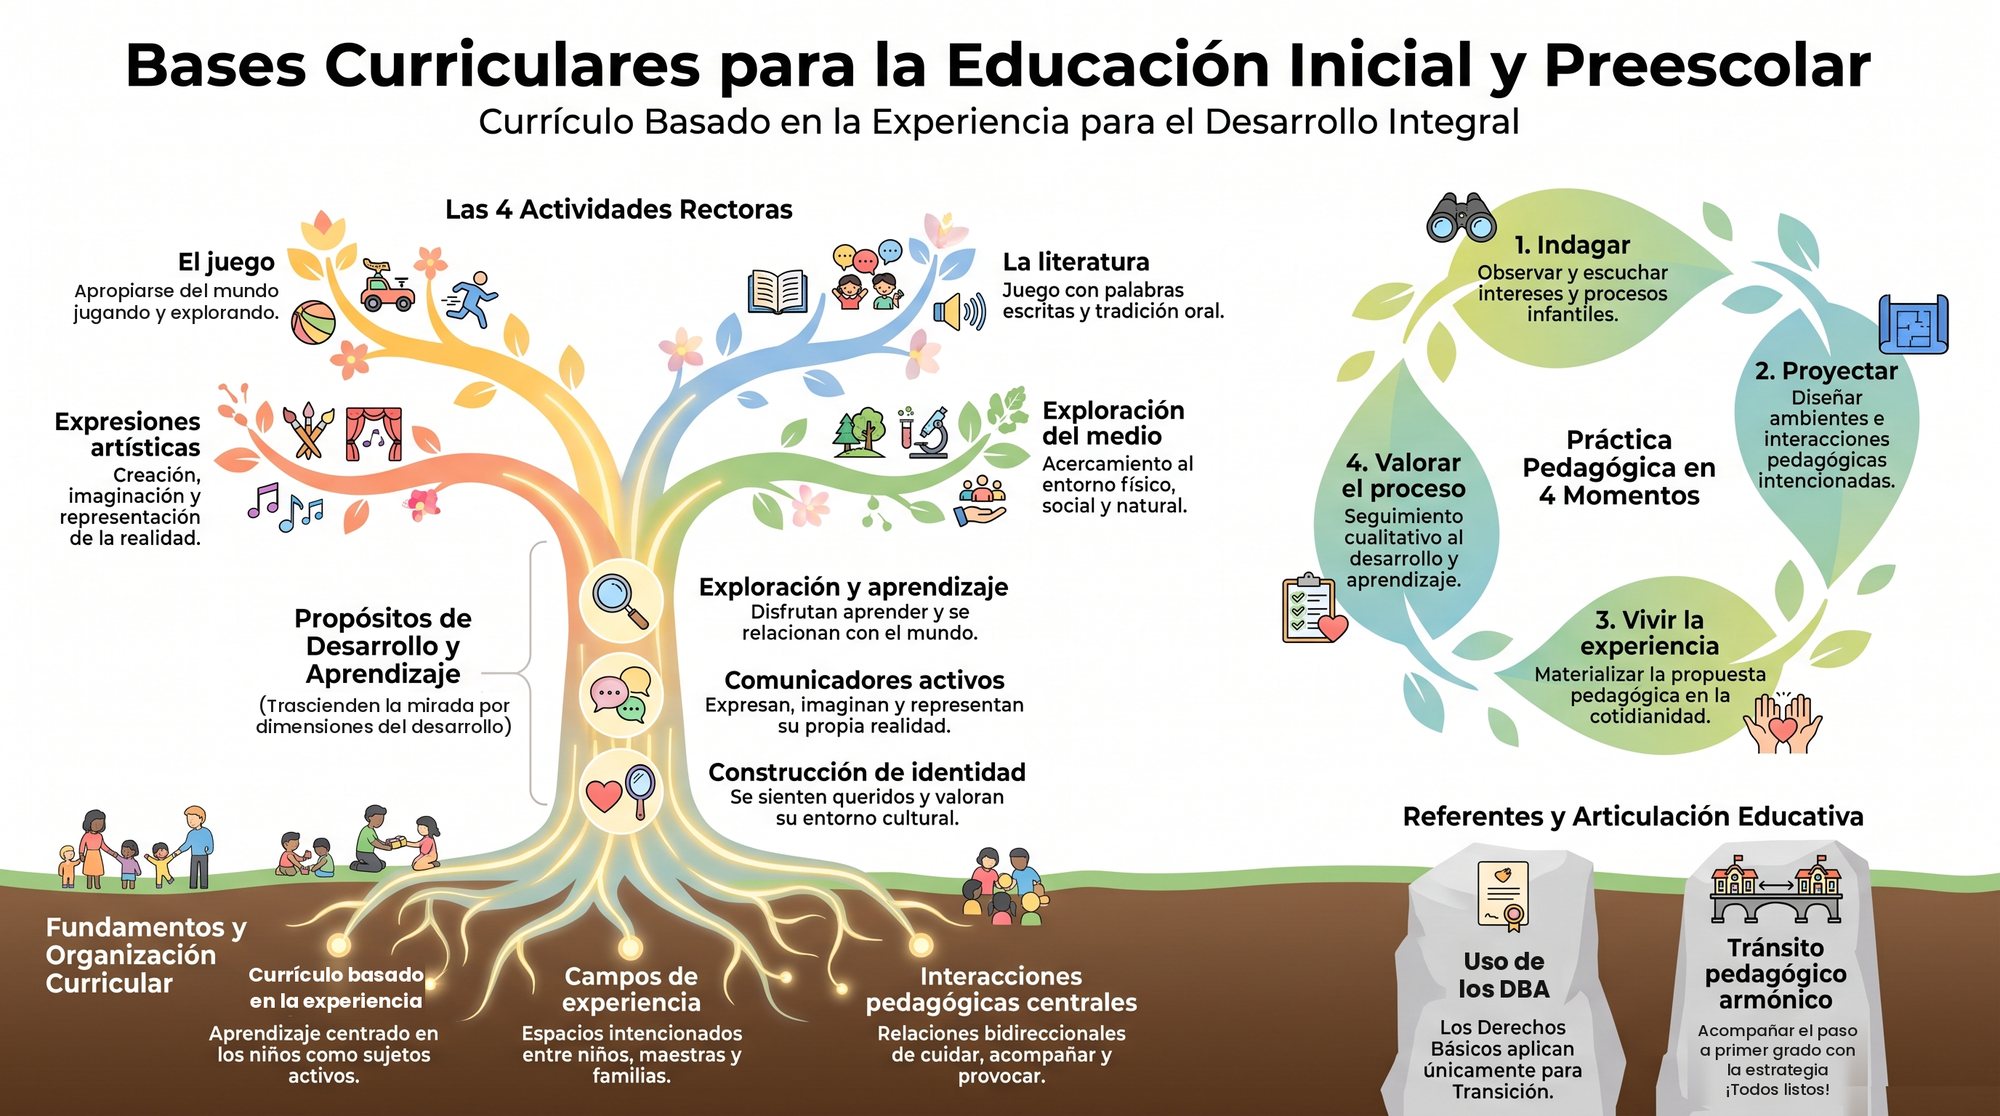 Bases Curriculares para la Educación Inicial y Preescolar
Currículo Basado en la Experiencia para el Desarrollo Integral
Las 4 Actividades Rectoras
El juego
Apropiarse del mundo
jugando y explorando.
La literatura
Juego con palabras
escritas y tradición oral.
Expresiones
artísticas
Creación,
imaginación y
representación
de la realidad.
Exploración
del medio
Acercamiento al
entorno físico,
social y natural.
Propósitos de
Desarrollo y
Aprendizaje
(Trascienden la mirada por
dimensiones del desarrollo)
Exploración y aprendizaje
Disfrutan aprender y se
relacionan con el mundo.
Comunicadores activos
Expresan, imaginan y representan
su propia realidad.
Construcción de identidad
Se sienten queridos y valoran
su entorno cultural.
Fundamentos y
Organización
Curricular
Currículo basado
en la experiencia
Aprendizaje centrado en
los niños como sujetos
activos.
Campos de
experiencia
Espacios intencionados
entre niños, maestras y
familias.
Interacciones
pedagógicas centrales
Relaciones bidireccionales
de cuidar, acompañar y
provocar.
Práctica
Pedagógica en
4 Momentos
1. Indagar
Observar y escuchar
intereses y procesos
infantiles.
2. Proyectar
Diseñar
ambientes e
interacciones
pedagógicas
intencionadas.
3. Vivir la
experiencia
Materializar la propuesta
pedagógica en la
cotidianidad.
4. Valorar
el proceso
Seguimiento
cualitativo al
desarrollo y
aprendizaje.
Referentes y Articulación Educativa
Uso de
los DBA
Los Derechos
Básicos aplican
únicamente para
Transición.
Tránsito
pedagógico
armónico
Acompañar el paso
a primer grado con
la estrategia
¡Todos listos!